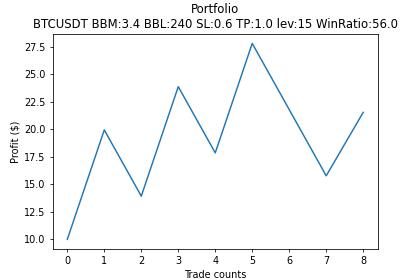 Portfolio
BTCUSDT BBM:3.4 BBL:240 SL:0.6 TP:1.0 lev:15 WinRatio:56.0
27.5
25.0
22.5
20.0
17.5
15.0
12.5
10.0
Profit ($)
0 1 2 3 4 5 6 7 8
Trade counts